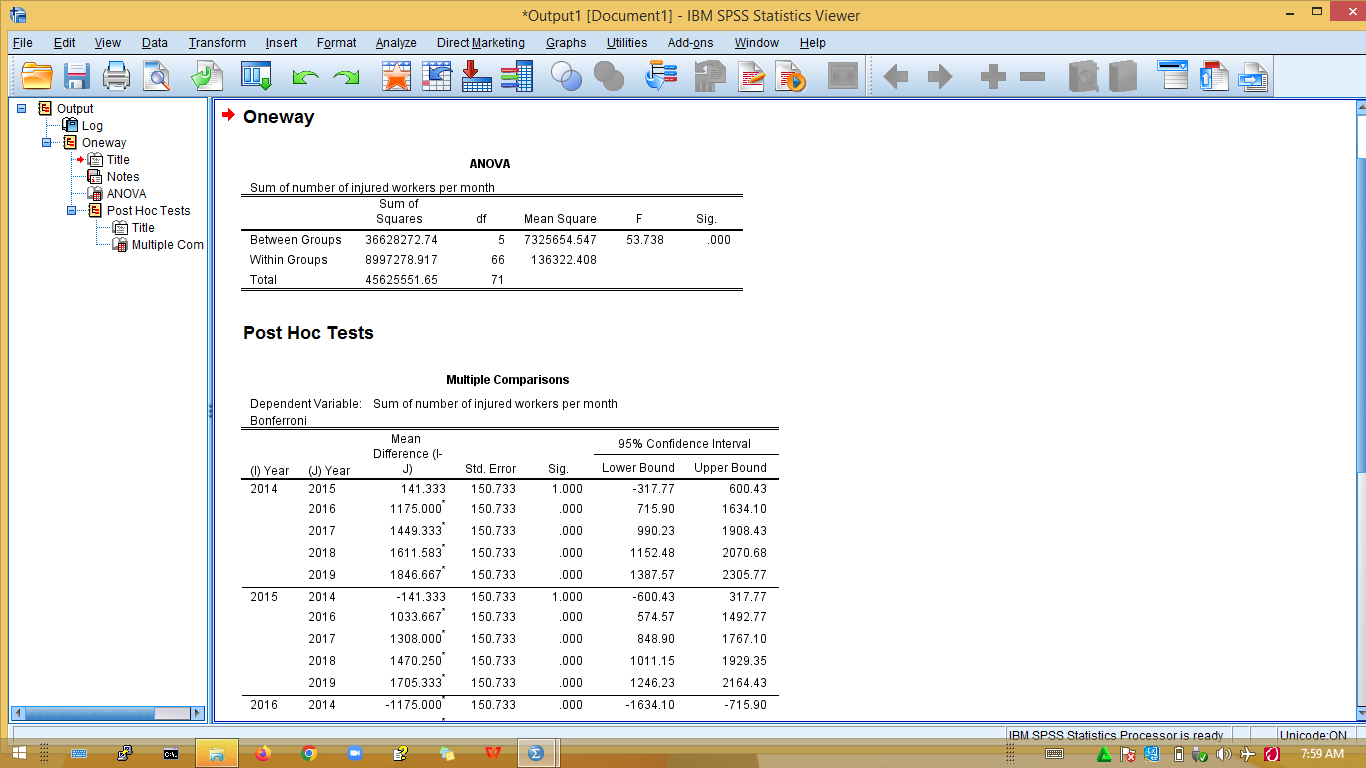 *Output1 [Document1] - IBM SPSS Statistics Viewer
File Edit View Data Transform Insert Format Analyze Direct Marketing Graphs Utilities Add-ons Window Help
Output
Log
Oneway
Title
Notes
ANOVA
Post Hoc Tests
Title
Multiple Com
Oneway
ANOVA
Sum of number of injured workers per month
Sum of
Squares df Mean Square F Sig.
Between Groups 36628272.74 5 7325654.547 53.738 .000
Within Groups 8997278.917 66 136322.408
Total 45625551.65 71
Post Hoc Tests
Multiple Comparisons
Dependent Variable: Sum of number of injured workers per month
Bonferroni
Mean
Difference (I-
95% Confidence Interval
(I) Year (J) Year J) Std. Error Sig. Lower Bound Upper Bound
2014 2015 141.333 150.733 1.000 -317.77 600.43
2016 1175.000* 150.733 .000 715.90 1634.10
2017 1449.333* 150.733 .000 990.23 1908.43
2018 1611.583* 150.733 .000 1152.48 2070.68
2019 1846.667* 150.733 .000 1387.57 2305.77
2015 2014 -141.333 150.733 1.000 -600.43 317.77
2016 1033.667* 150.733 .000 574.57 1492.77
2017 1308.000* 150.733 .000 848.90 1767.10
2018 1470.250* 150.733 .000 1011.15 1929.35
2019 1705.333* 150.733 .000 1246.23 2164.43
2016 2014 -1175.000* 150.733 .000 -1634.10 -715.90
IBM SPSS Statistics Processor is ready Unicode:ON
7:59 AM